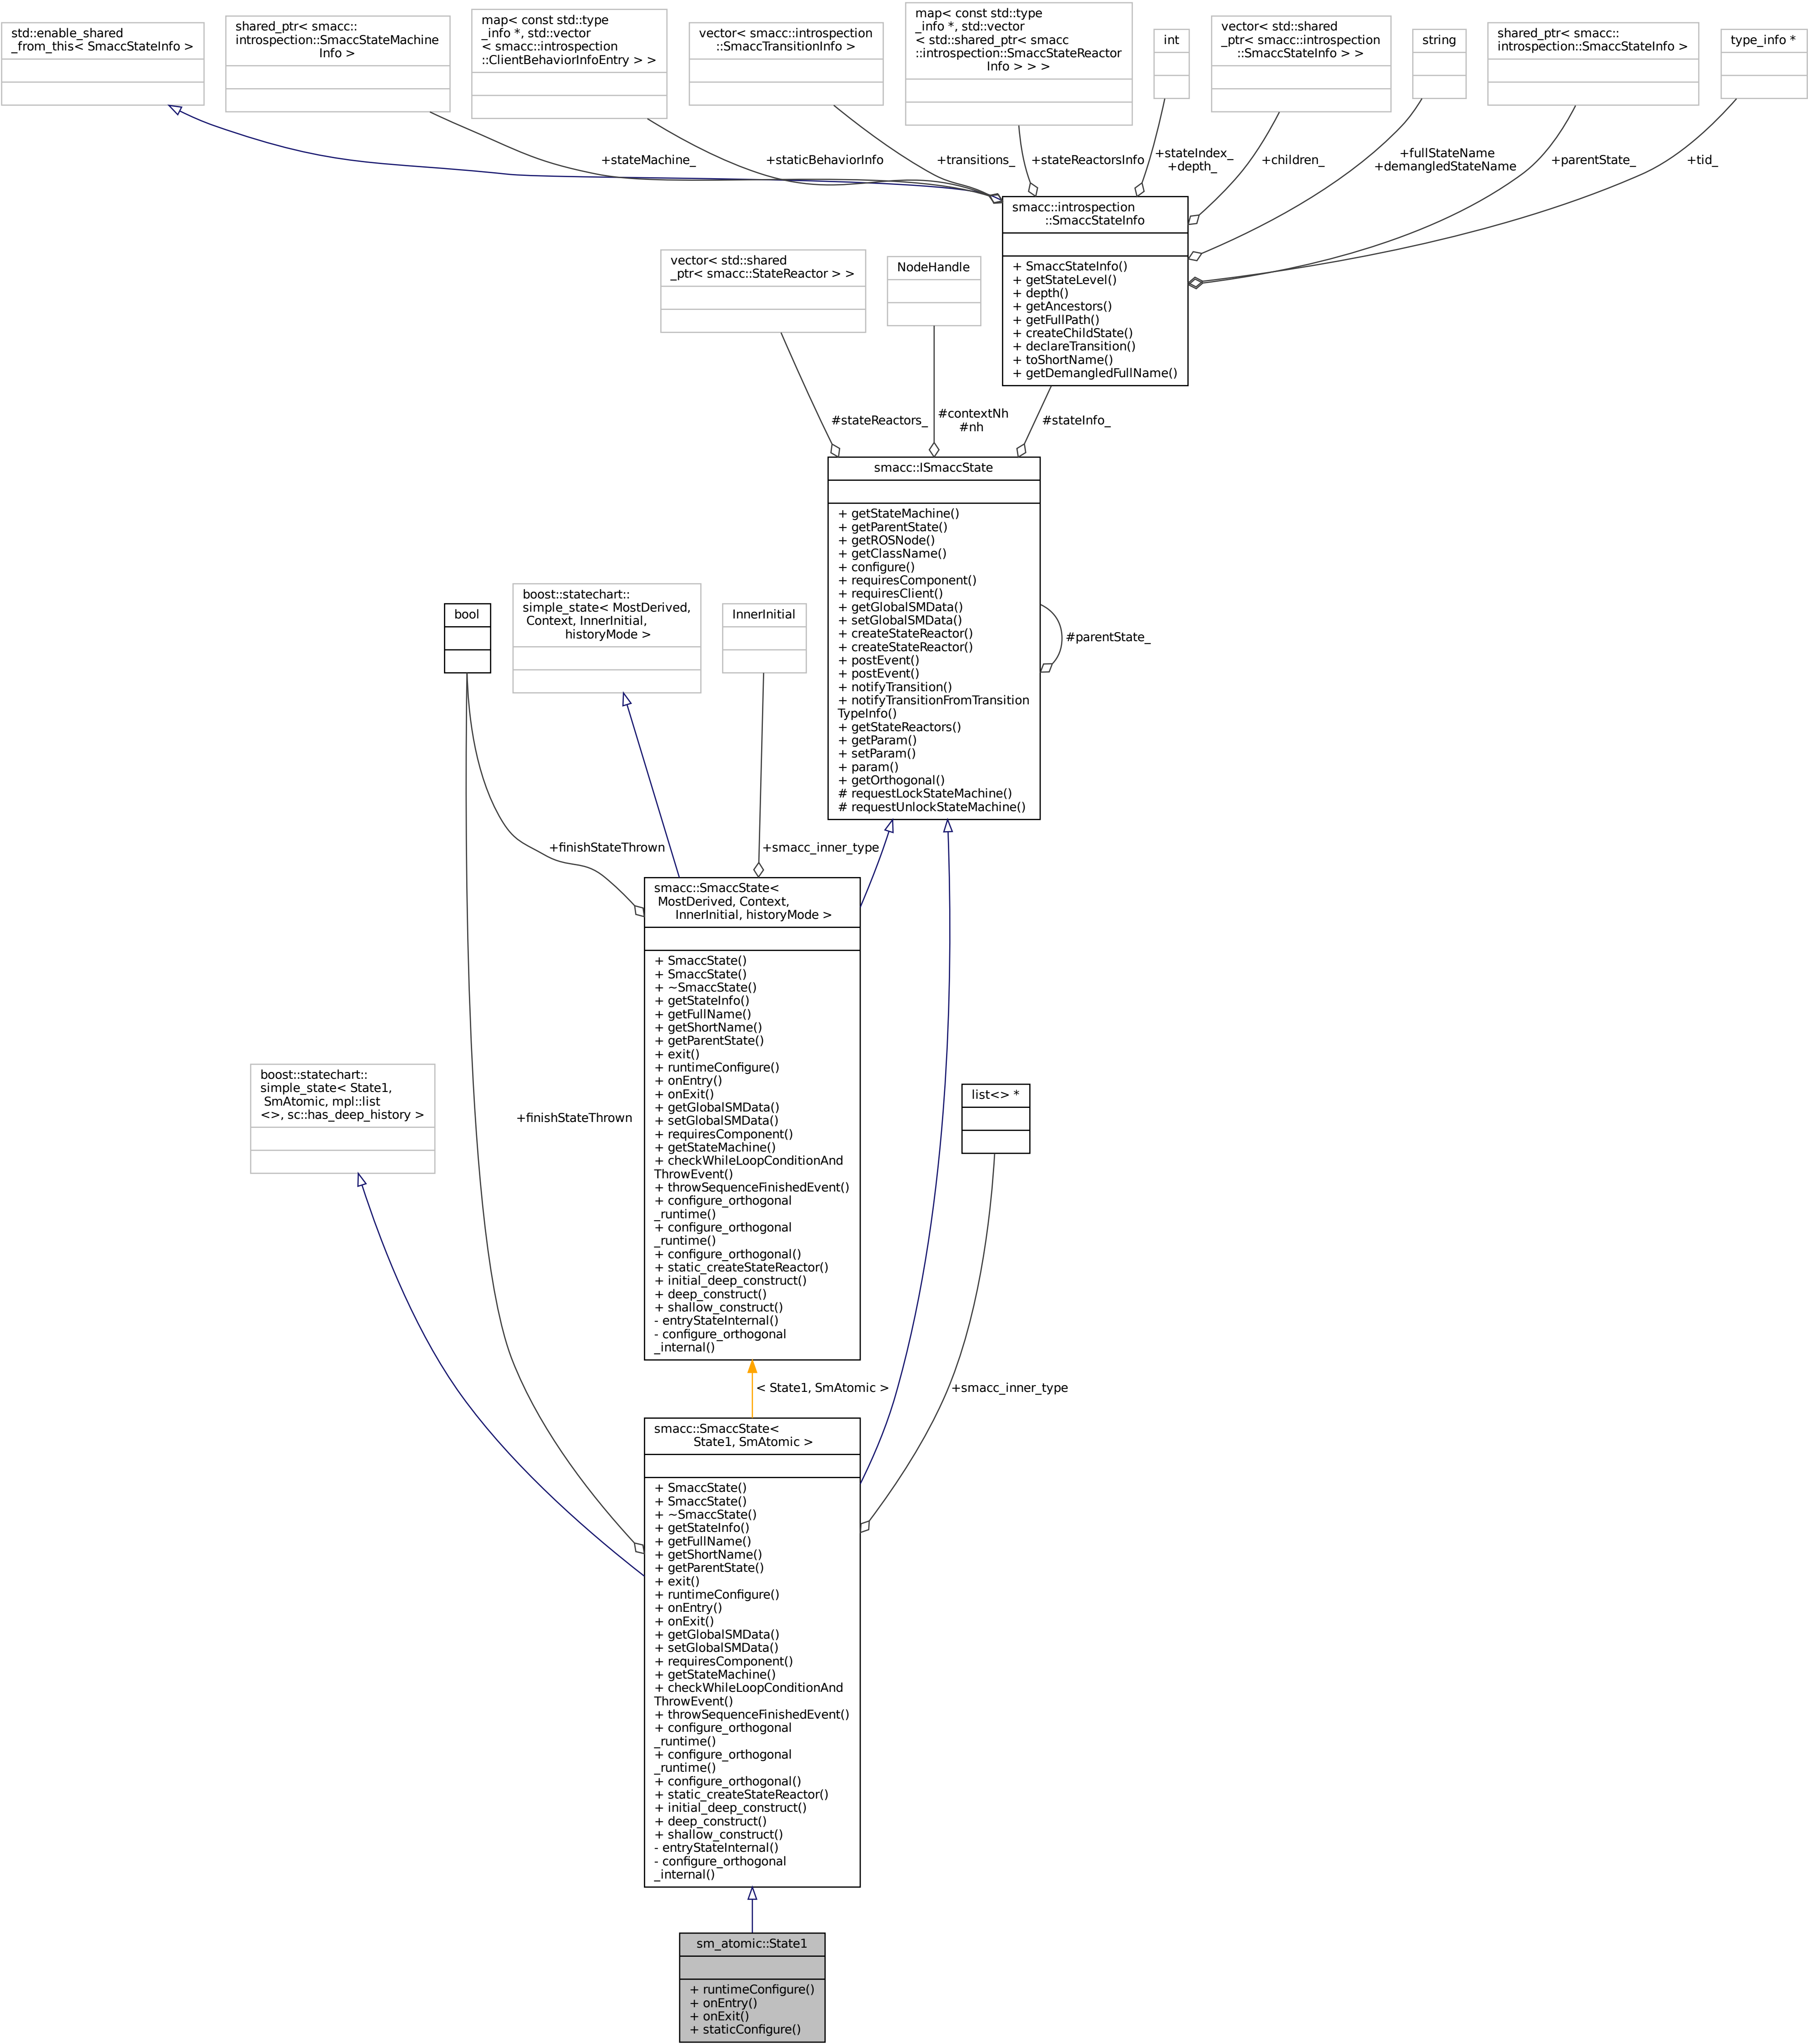 std::enable_shared
_from_this< SmaccStateInfo >
shared_ptr< smacc::
introspection::SmaccStateMachine
Info >
map< const std::type
_info *, std::vector
< smacc::introspection
::ClientBehaviorInfoEntry > >
vector< smacc::introspection
::SmaccTransitionInfo >
map< const std::type
_info *, std::vector
< std::shared_ptr< smacc
::introspection::SmaccStateReactor
Info > > >
int
vector< std::shared
_ptr< smacc::introspection
::SmaccStateInfo > >
string
shared_ptr< smacc::
introspection::SmaccStateInfo >
type_info *
+stateMachine_
+staticBehaviorInfo
+transitions_
+stateReactorsInfo
+stateIndex_
+depth_
+children_
+fullStateName
+demangledStateName
+parentState_
+tid_
smacc::introspection
::SmaccStateInfo
+ SmaccStateInfo()
+ getStateLevel()
+ depth()
+ getAncestors()
+ getFullPath()
+ createChildState()
+ declareTransition()
+ toShortName()
+ getDemangledFullName()
vector< std::shared
_ptr< smacc::StateReactor > >
NodeHandle
#stateReactors_
#contextNh
#nh
#stateInfo_
smacc::ISmaccState
+ getStateMachine()
+ getParentState()
+ getROSNode()
+ getClassName()
+ configure()
+ requiresComponent()
+ requiresClient()
+ getGlobalSMData()
+ setGlobalSMData()
+ createStateReactor()
+ createStateReactor()
+ postEvent()
+ postEvent()
+ notifyTransition()
+ notifyTransitionFromTransition
TypeInfo()
+ getStateReactors()
+ getParam()
+ setParam()
+ param()
+ getOrthogonal()
# requestLockStateMachine()
# requestUnlockStateMachine()
#parentState_
bool
boost::statechart::
simple_state< MostDerived,
Context, InnerInitial,
historyMode >
InnerInitial
+finishStateThrown
+smacc_inner_type
smacc::SmaccState<
MostDerived, Context,
InnerInitial, historyMode >
+ SmaccState()
+ SmaccState()
+ ~SmaccState()
+ getStateInfo()
+ getFullName()
+ getShortName()
+ getParentState()
+ exit()
+ runtimeConfigure()
+ onEntry()
+ onExit()
+ getGlobalSMData()
+ setGlobalSMData()
+ requiresComponent()
+ getStateMachine()
+ checkWhileLoopConditionAnd
ThrowEvent()
+ throwSequenceFinishedEvent()
+ configure_orthogonal
_runtime()
+ configure_orthogonal
_runtime()
+ configure_orthogonal()
+ static_createStateReactor()
+ initial_deep_construct()
+ deep_construct()
+ shallow_construct()
- entryStateInternal()
- configure_orthogonal
_internal()
boost::statechart::
simple_state< State1,
SmAtomic, mpl::list
<>, sc::has_deep_history >
+finishStateThrown
list<> *
< State1, SmAtomic >
+smacc_inner_type
smacc::SmaccState<
State1, SmAtomic >
+ SmaccState()
+ SmaccState()
+ ~SmaccState()
+ getStateInfo()
+ getFullName()
+ getShortName()
+ getParentState()
+ exit()
+ runtimeConfigure()
+ onEntry()
+ onExit()
+ getGlobalSMData()
+ setGlobalSMData()
+ requiresComponent()
+ getStateMachine()
+ checkWhileLoopConditionAnd
ThrowEvent()
+ throwSequenceFinishedEvent()
+ configure_orthogonal
_runtime()
+ configure_orthogonal
_runtime()
+ configure_orthogonal()
+ static_createStateReactor()
+ initial_deep_construct()
+ deep_construct()
+ shallow_construct()
- entryStateInternal()
- configure_orthogonal
_internal()
sm_atomic::State1
+ runtimeConfigure()
+ onEntry()
+ onExit()
+ staticConfigure()